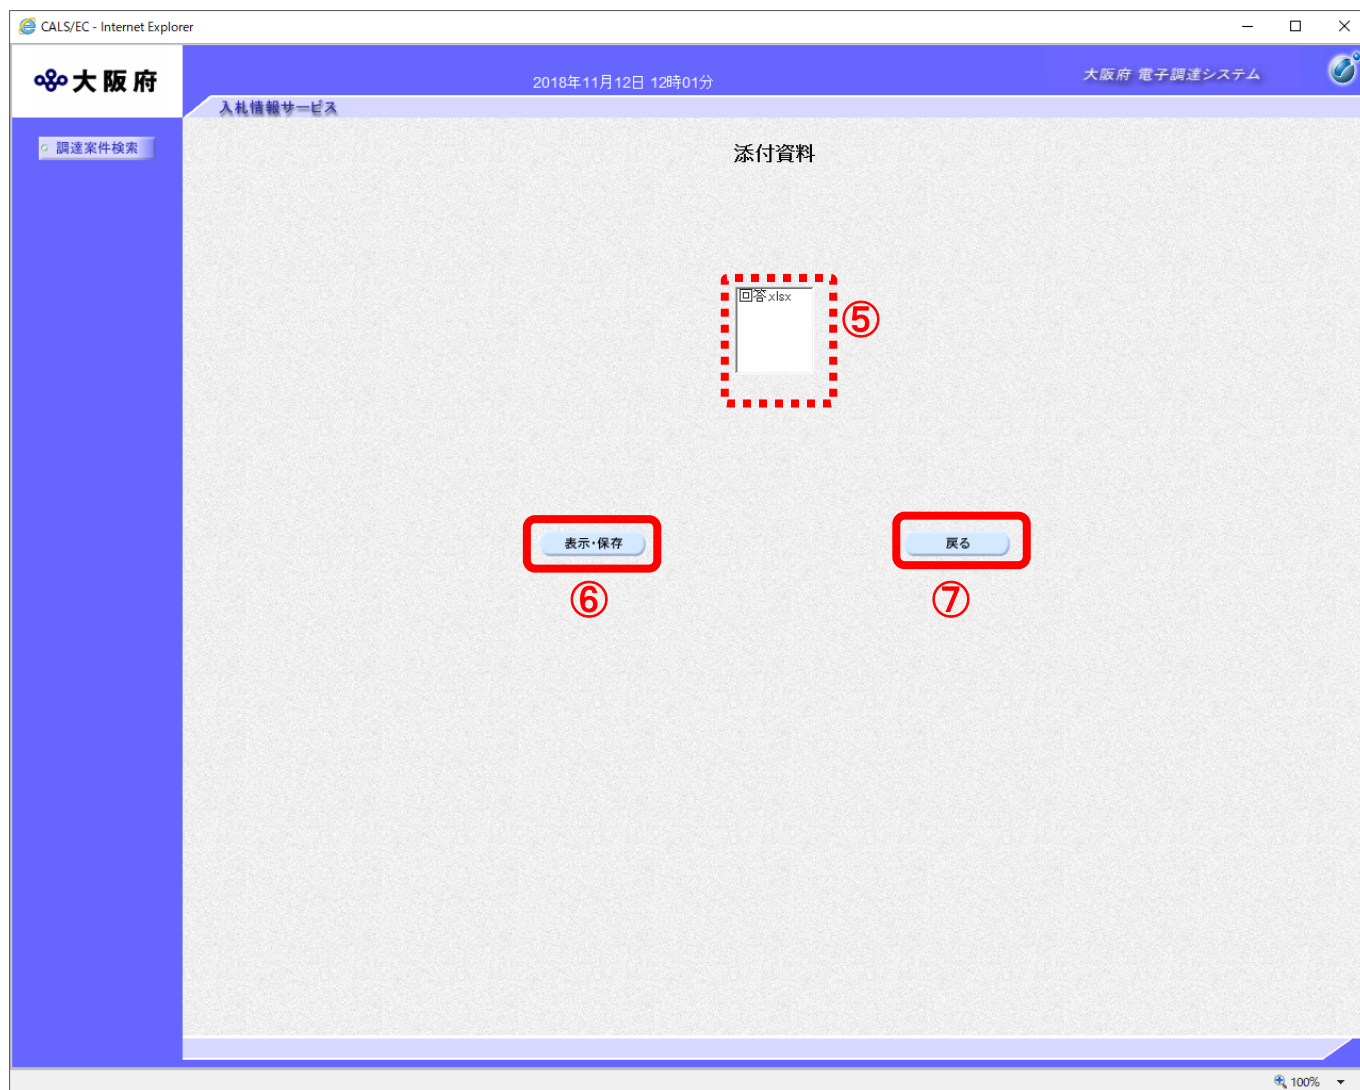 CALS/EC - Internet Explorer
大阪府
2018年11月12日 12時01分
大阪府 電子調達システム
入札情報サービス
調達案件検索
添付資料
回答.xlsx
⑤
表示・保存
戻る
⑥
⑦
100%